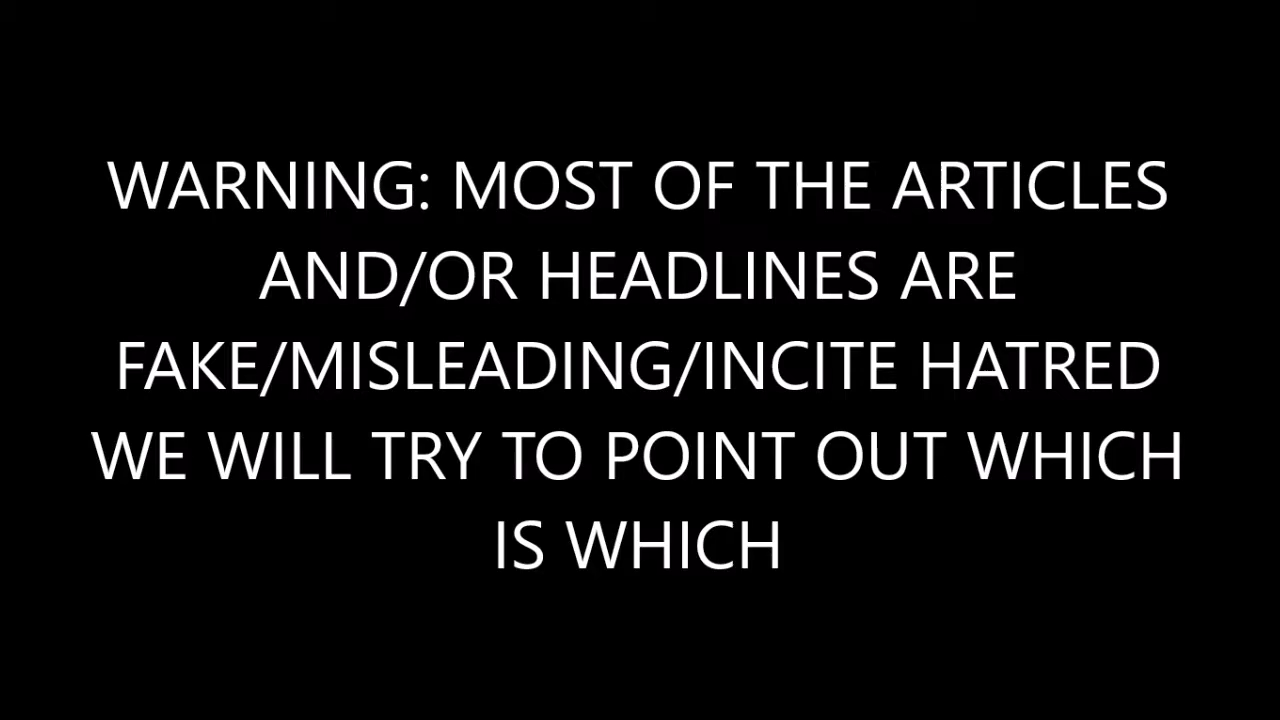 WARNING: MOST OF THE ARTICLES
AND/OR HEADLINES ARE
FAKE/MISLEADING/INCITE HATRED
WE WILL TRY TO POINT OUT WHICH
IS WHICH